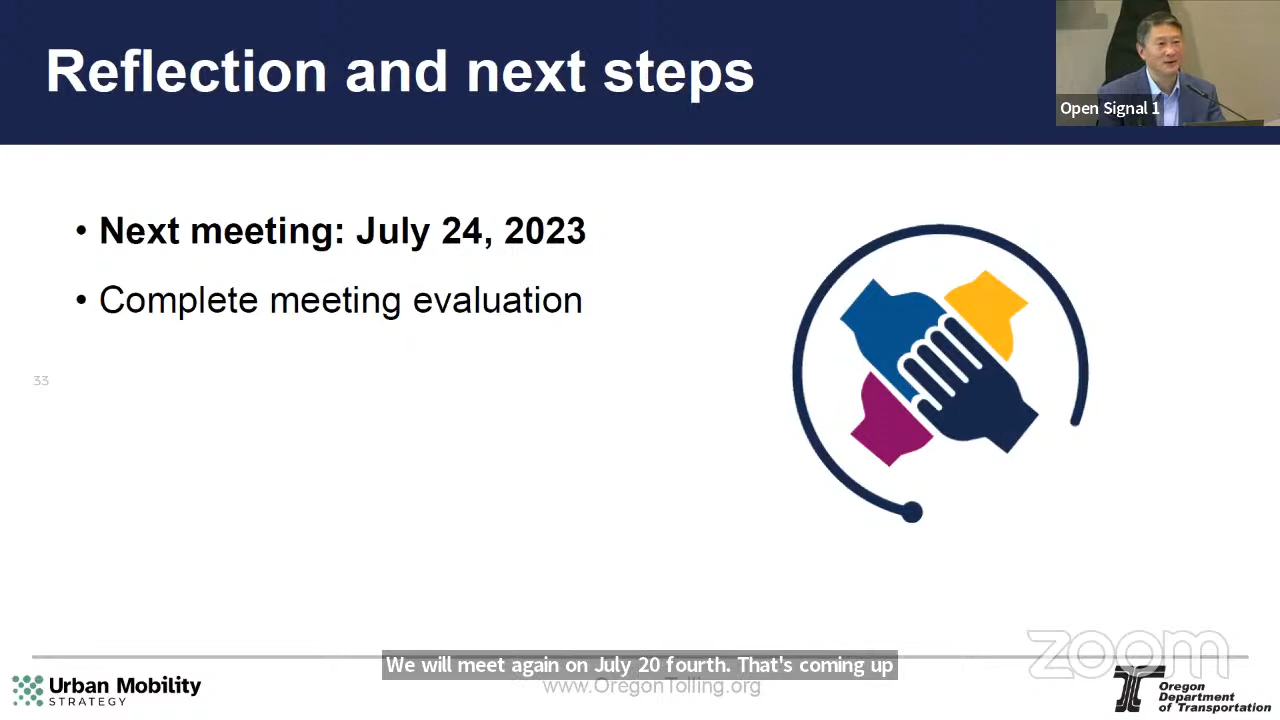 Reflection and next steps
Open Signal 1
• Next meeting: July 24, 2023
• Complete meeting evaluation
33
zoom
We will meet again on July 20 fourth. That's coming up
www.OregonTolling.org
Urban Mobility
STRATEGY
Oregon
Department
of Transportation